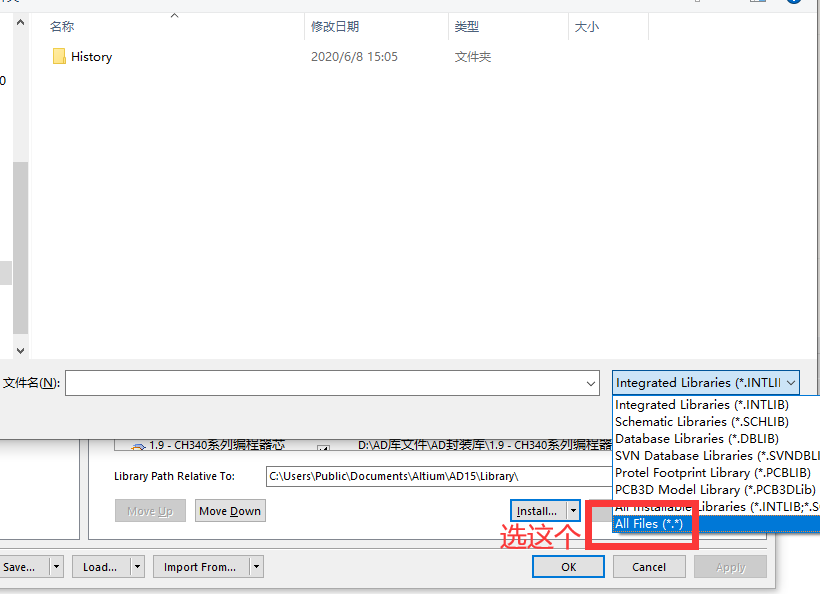 名称 修改日期 类型 大小
History 2020/6/8 15:05 文件夹
0
文件名(N): Integrated Libraries (*.INTLI
Integrated Libraries (*.INTLIB)
Schematic Libraries (*.SCHLIB)
Database Libraries (*.DBLIB)
SVN Database Libraries (*.SVNDBLI
Protel Footprint Library (*.PCBLIB)
PCB3D Model Library (*.PCB3DLib)
All Installable Libraries (*.INTLIB;*.S
All Files (*.*)
1.9 - CH340系列编程器芯 D:\AD库文件\AD封装库\1.9 - CH340系列编程器
Library Path Relative To: C:\Users\Public\Documents\Altium\AD15\Library\
Move Up Move Down Install...
选这个
Save... Load... Import From... OK Cancel Apply